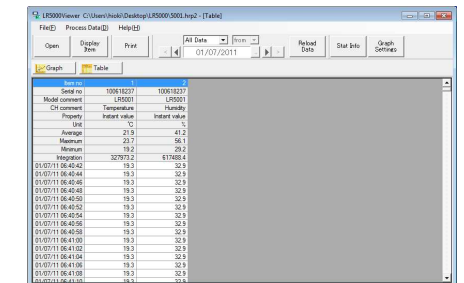 LR5000Viewer C:\Users\hioki\Desktop\LR5000\5001.hrp2 - [Table]
File(F) Process Data(D) Help(H)
Open Display Item Print All Data from 01/07/2011 Reload Data Stat Info Graph Settings
Graph Table
Item no 1 2
Serial no 100618237 100618237
Model comment LR5001 LR5001
CH comment Temperature Humidity
Property Instant value Instant value
Unit °C %
Average 21.9 41.2
Maximum 23.7 56.1
Minimum 19.2 29.2
Integration 327973.2 617488.4
01/07/11 06:40:42 19.3 32.9
01/07/11 06:40:44 19.3 32.9
01/07/11 06:40:46 19.3 32.9
01/07/11 06:40:48 19.3 32.9
01/07/11 06:40:50 19.3 32.9
01/07/11 06:40:52 19.3 32.9
01/07/11 06:40:54 19.3 32.9
01/07/11 06:40:56 19.3 32.9
01/07/11 06:40:58 19.3 32.9
01/07/11 06:41:00 19.3 32.9
01/07/11 06:41:02 19.3 32.9
01/07/11 06:41:04 19.3 32.9
01/07/11 06:41:06 19.3 32.9
01/07/11 06:41:08 19.3 32.9
01/07/11 06:41:10 19.3 32.9